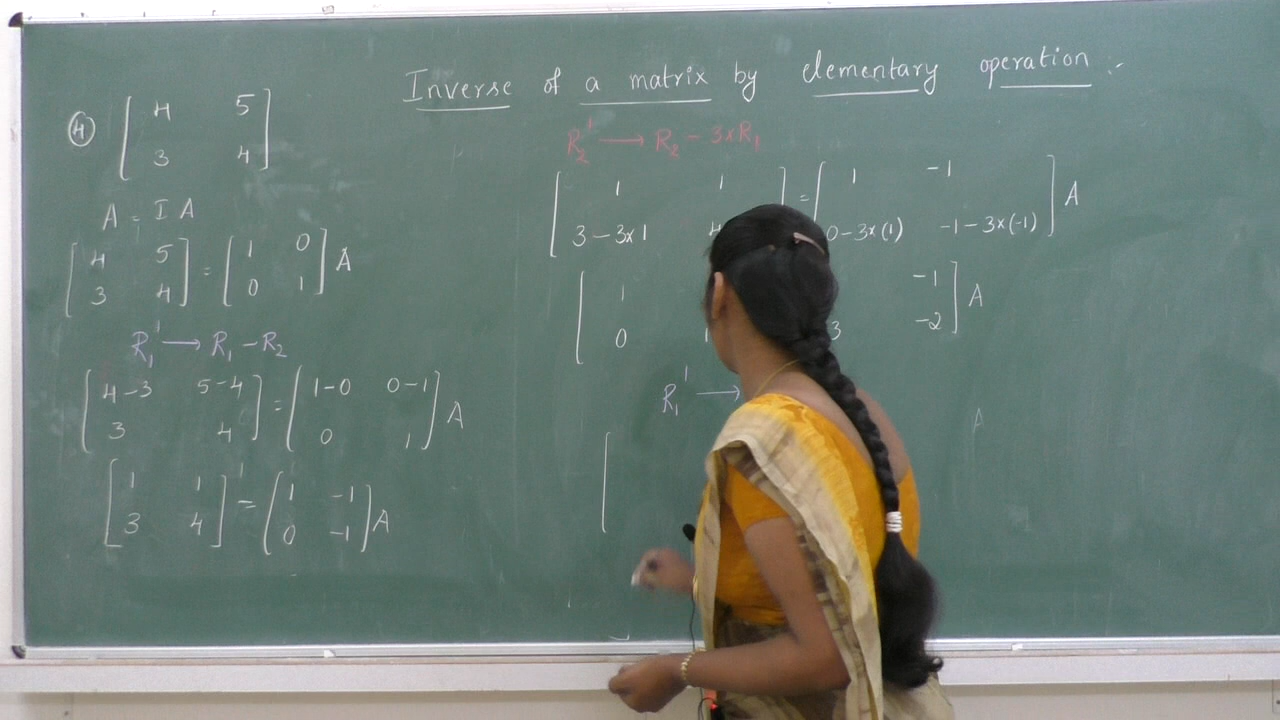 Inverse of a matrix by elementary operation :-
(4) [ 4 5
3 4 ]
A = I A
[ 4 5
3 4 ] = [ 1 0
0 1 ] A
R₁' → R₁ - R₂
[ 4-3 5-4
3 4 ] = [ 1-0 0-1
0 1 ] A
[ 1 1
3 4 ]' = [ 1 -1
0 -1 ] A
R₂' → R₂ - 3×R₁
[ 1 1
3-3×1 4 ] = [ 1 -1
0-3×(1) -1-3×(-1) ] A
[ 1 -1
0 1 3 -2 ] A
R₁' →
[ A